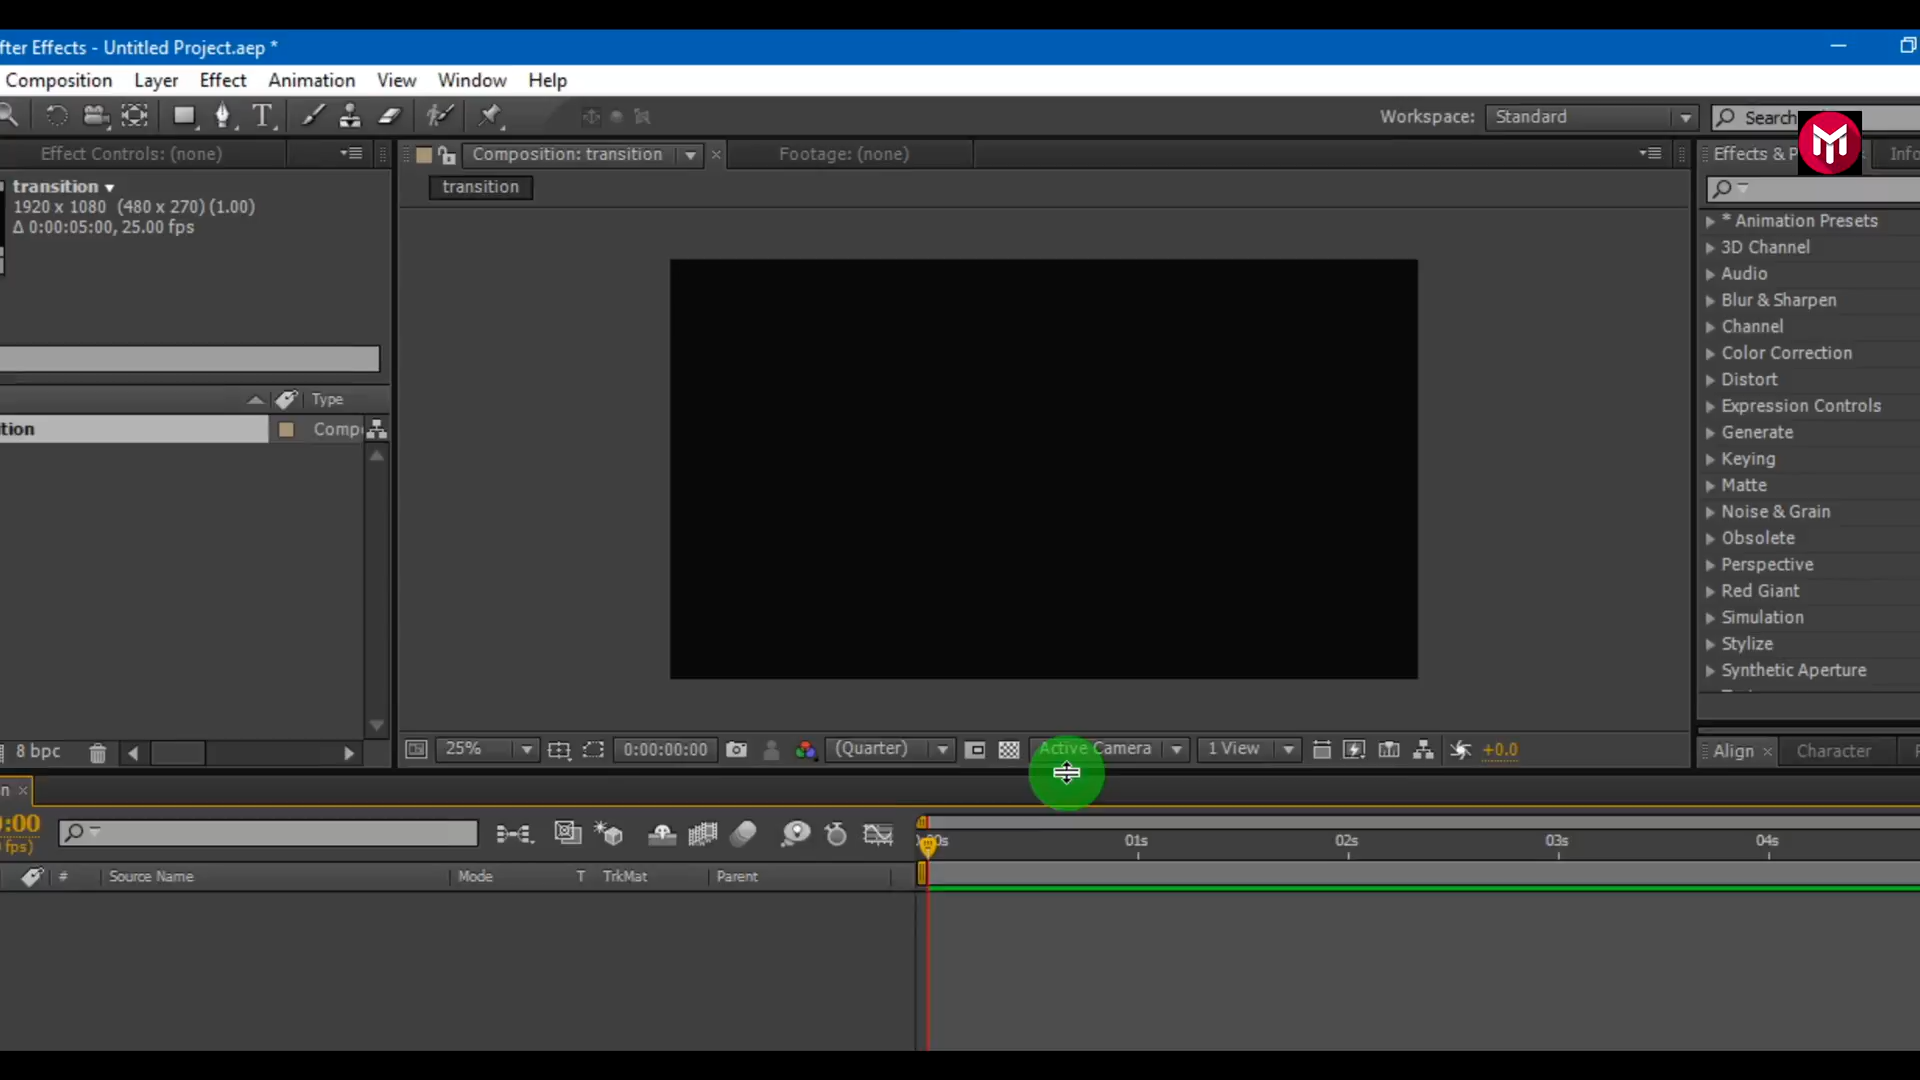 fter Effects - Untitled Project.aep *
Composition Layer Effect Animation View Window Help
Workspace: Standard Search
Effect Controls: (none) Composition: transition Footage: (none) Effects & P Info
transition
transition
1920 x 1080 (480 x 270) (1.00)
Δ 0:00:05:00, 25.00 fps
* Animation Presets
3D Channel
Audio
Blur & Sharpen
Channel
Color Correction
Distort
Expression Controls
Generate
Keying
Matte
Noise & Grain
Obsolete
Perspective
Red Giant
Simulation
Stylize
Synthetic Aperture
Type
tion Comp
8 bpc
25% 0:00:00:00 (Quarter) Active Camera 1 View +0.0
Align Character
n
0:00
fps)
01s 02s 03s 04s
# Source Name Mode T TrkMat Parent